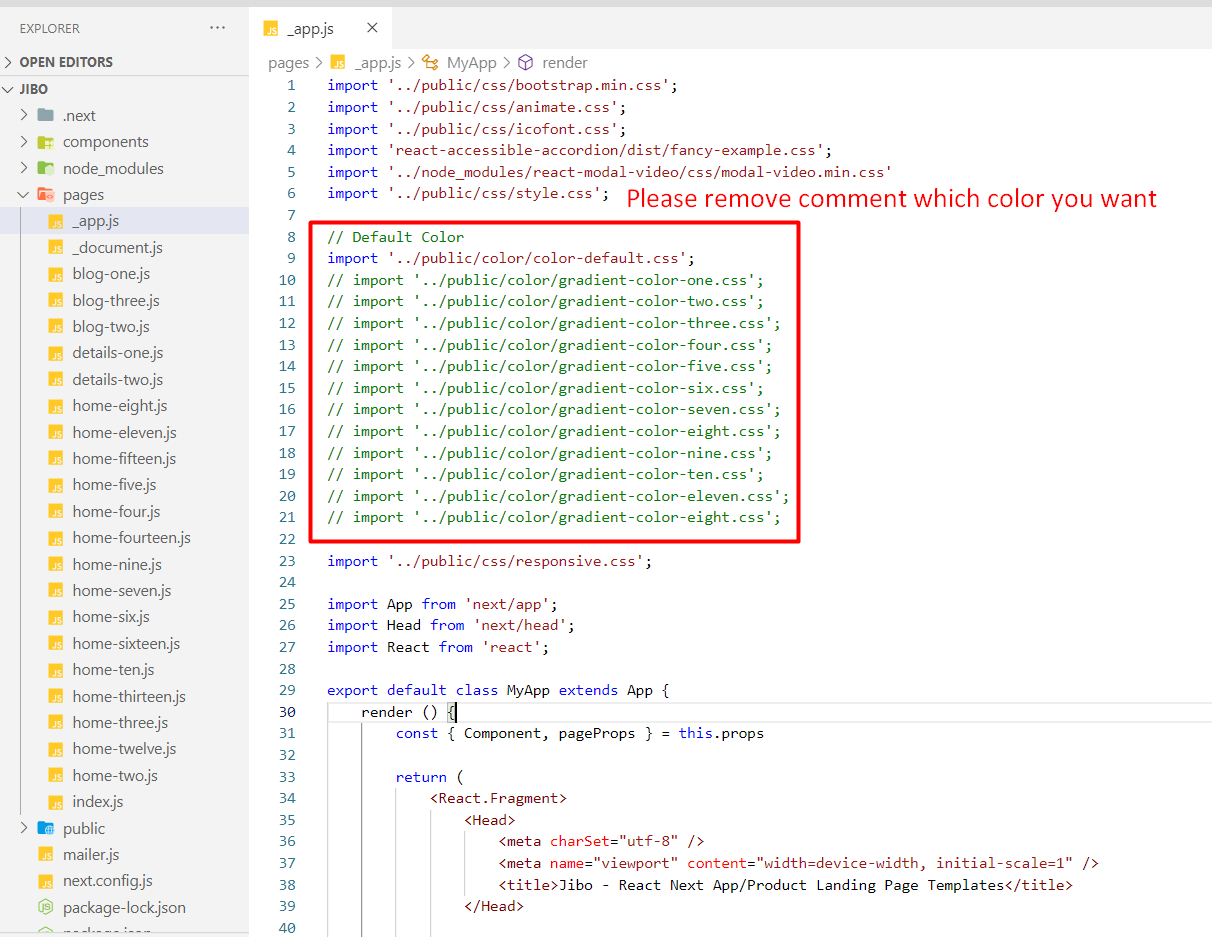 EXPLORER
OPEN EDITORS
JIBO
.next
components
node_modules
pages
_app.js
_document.js
blog-one.js
blog-three.js
blog-two.js
details-one.js
details-two.js
home-eight.js
home-eleven.js
home-fifteen.js
home-five.js
home-four.js
home-fourteen.js
home-nine.js
home-seven.js
home-six.js
home-sixteen.js
home-ten.js
home-thirteen.js
home-three.js
home-twelve.js
home-two.js
index.js
public
mailer.js
next.config.js
package-lock.json
package.json
_app.js
pages > _app.js > MyApp > render
1 import '../public/css/bootstrap.min.css';
2 import '../public/css/animate.css';
3 import '../public/css/icofont.css';
4 import 'react-accessible-accordion/dist/fancy-example.css';
5 import '../node_modules/react-modal-video/css/modal-video.min.css'
6 import '../public/css/style.css';
Please remove comment which color you want
7
8 // Default Color
9 import '../public/color/color-default.css';
10 // import '../public/color/gradient-color-one.css';
11 // import '../public/color/gradient-color-two.css';
12 // import '../public/color/gradient-color-three.css';
13 // import '../public/color/gradient-color-four.css';
14 // import '../public/color/gradient-color-five.css';
15 // import '../public/color/gradient-color-six.css';
16 // import '../public/color/gradient-color-seven.css';
17 // import '../public/color/gradient-color-eight.css';
18 // import '../public/color/gradient-color-nine.css';
19 // import '../public/color/gradient-color-ten.css';
20 // import '../public/color/gradient-color-eleven.css';
21 // import '../public/color/gradient-color-eight.css';
22
23 import '../public/css/responsive.css';
24
25 import App from 'next/app';
26 import Head from 'next/head';
27 import React from 'react';
28
29 export default class MyApp extends App {
30 render () {
31 const { Component, pageProps } = this.props
32
33 return (
34 <React.Fragment>
35 <Head>
36 <meta charSet="utf-8" />
37 <meta name="viewport" content="width=device-width, initial-scale=1" />
38 <title>Jibo - React Next App/Product Landing Page Templates</title>
39 </Head>
40